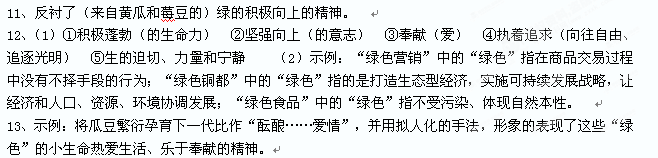 11、反衬了（来自黄瓜和莓豆的）绿的积极向上的精神。
12、（1）①积极蓬勃（的生命力） ②坚强向上（的意志） ③奉献（爱） ④执着追求（向往自由、
追逐光明） ⑤生的迫切、力量和宁静 （2）示例：“绿色营销”中的“绿色”指在商品交易过程
中没有不择手段的行为；“绿色铜都”中的“绿色”指的是打造生态型经济，实施可持续发展战略，让
经济和人口、资源、环境协调发展；“绿色食品”中的“绿色”指不受污染、体现自然本性。
13、示例：将瓜豆繁衍孕育下一代比作“酝酿……爱情”，并用拟人化的手法，形象的表现了这些“绿
色”的小生命热爱生活、乐于奉献的精神。